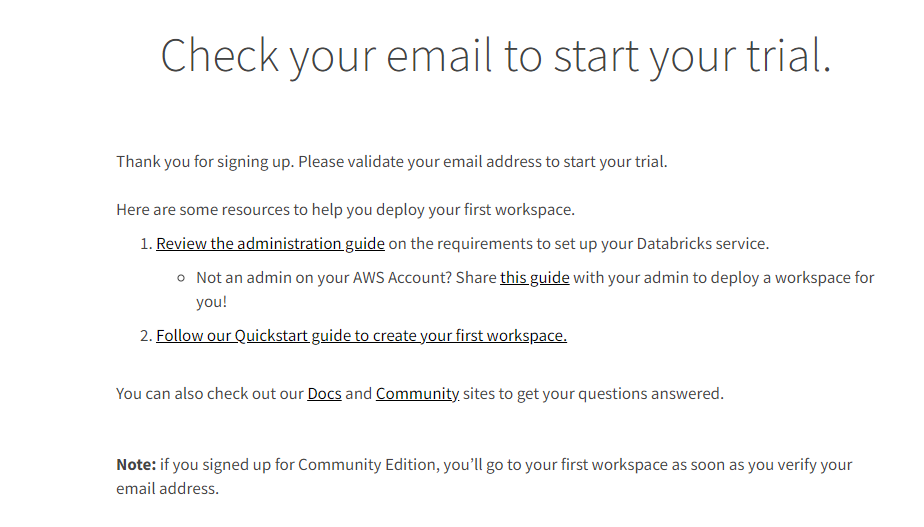 Check your email to start your trial.
Thank you for signing up. Please validate your email address to start your trial.
Here are some resources to help you deploy your first workspace.
1. Review the administration guide on the requirements to set up your Databricks service.
○ Not an admin on your AWS Account? Share this guide with your admin to deploy a workspace for
you!
2. Follow our Quickstart guide to create your first workspace.
You can also check out our Docs and Community sites to get your questions answered.
Note: if you signed up for Community Edition, you’ll go to your first workspace as soon as you verify your
email address.